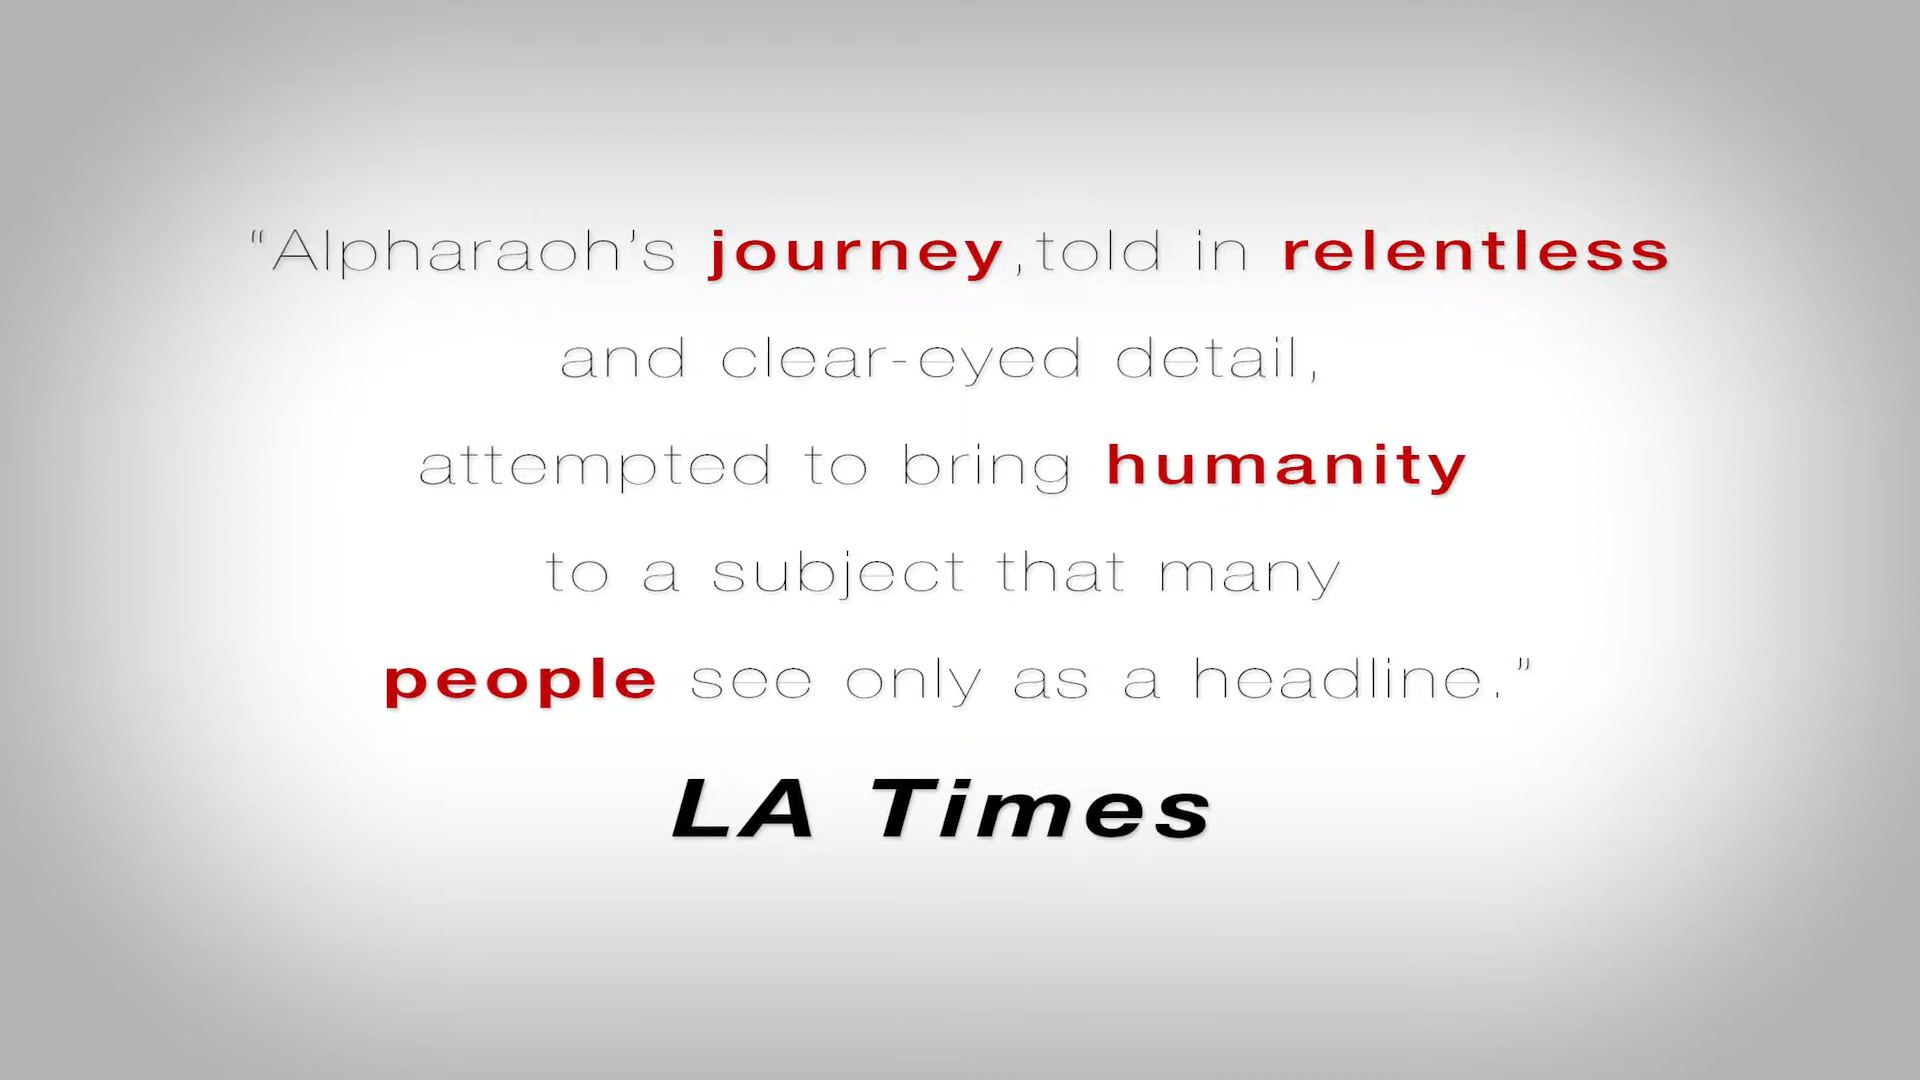 “Alpharaoh’s journey,told in relentless
and clear-eyed detail,
attempted to bring humanity
to a subject that many
people see only as a headline.”
LA Times